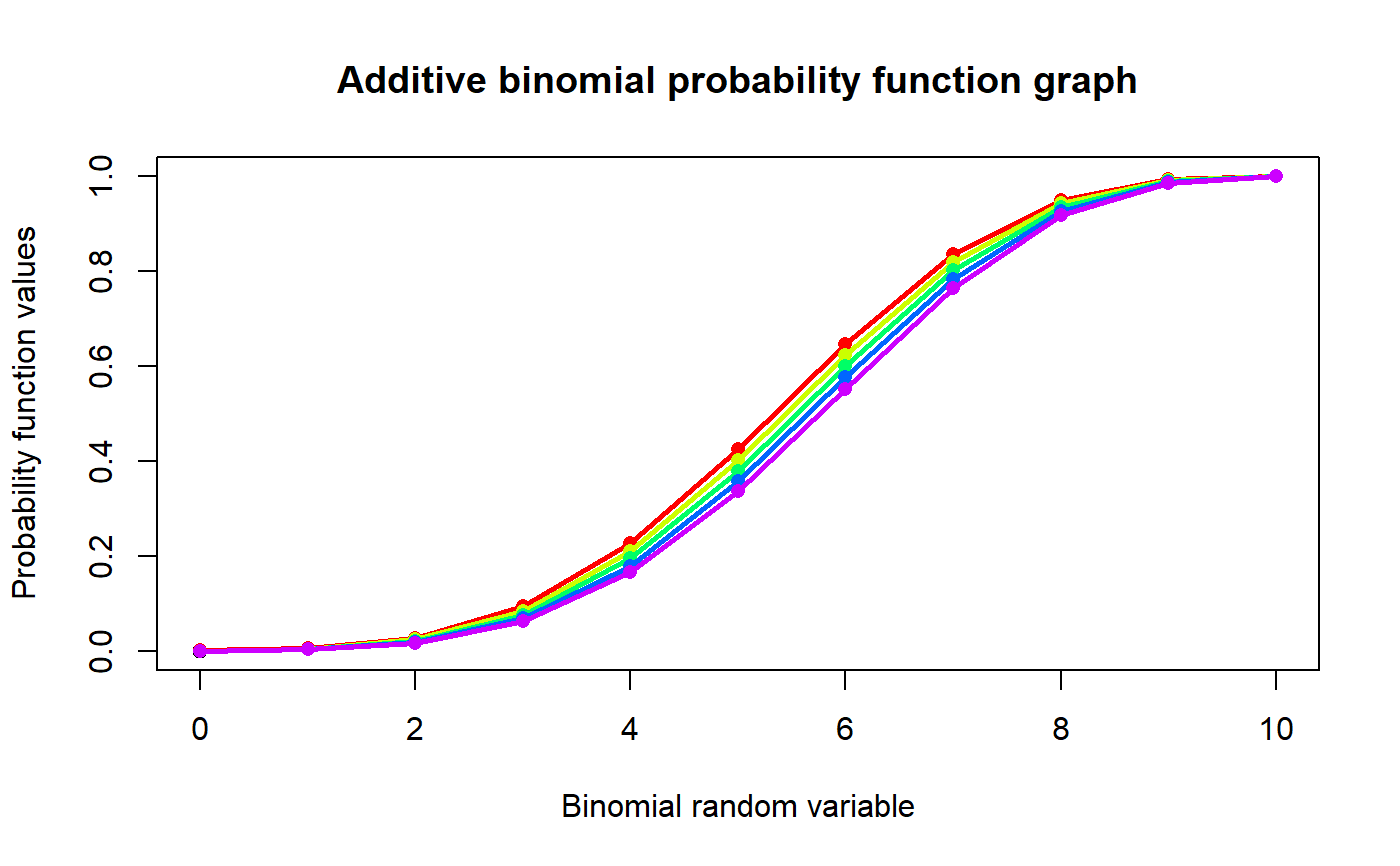 Additive binomial probability function graph
Probability function values
1.0
0.8
0.6
0.4
0.2
0.0
0 2 4 6 8 10
Binomial random variable